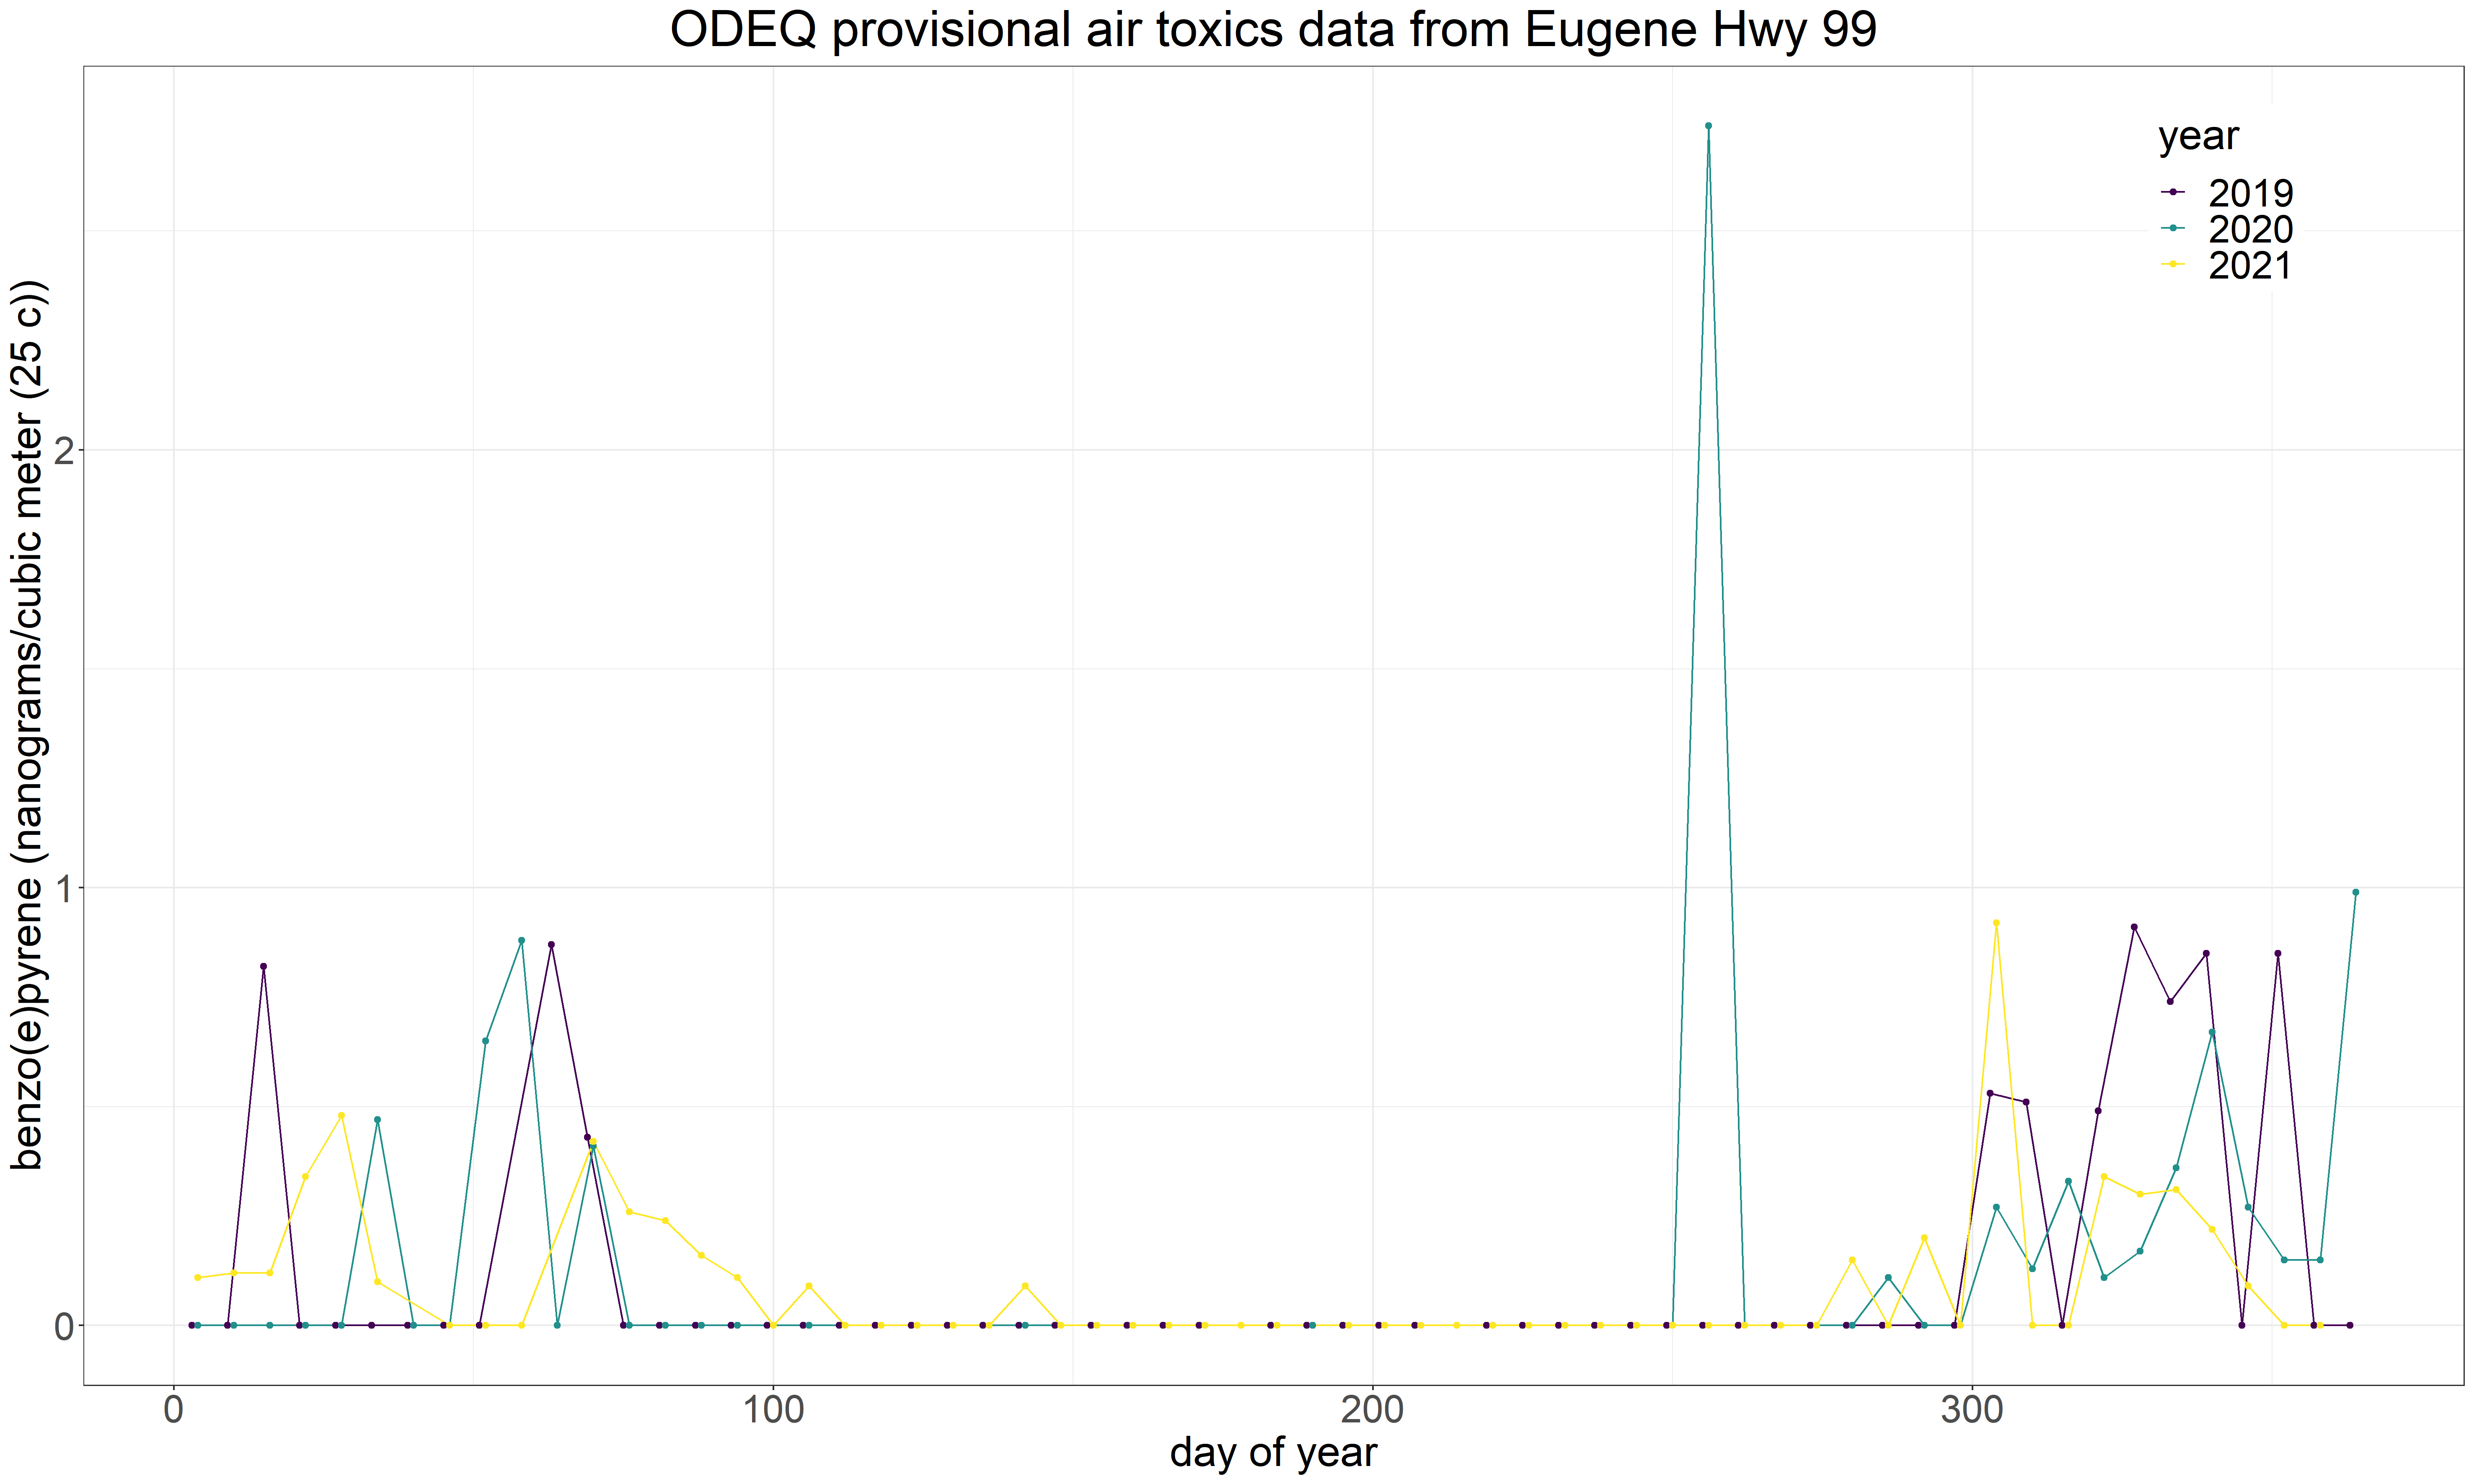 ODEQ provisional air toxics data from Eugene Hwy 99
year
2019
2020
2021
benzo(e)pyrene (nanograms/cubic meter (25 c))
2
1
0
0 100 200 300
day of year